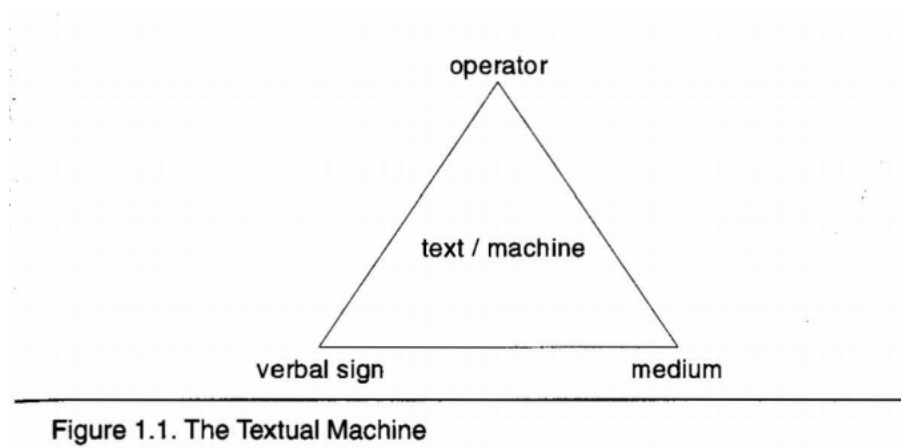 operator
text / machine
verbal sign medium
Figure 1.1. The Textual Machine